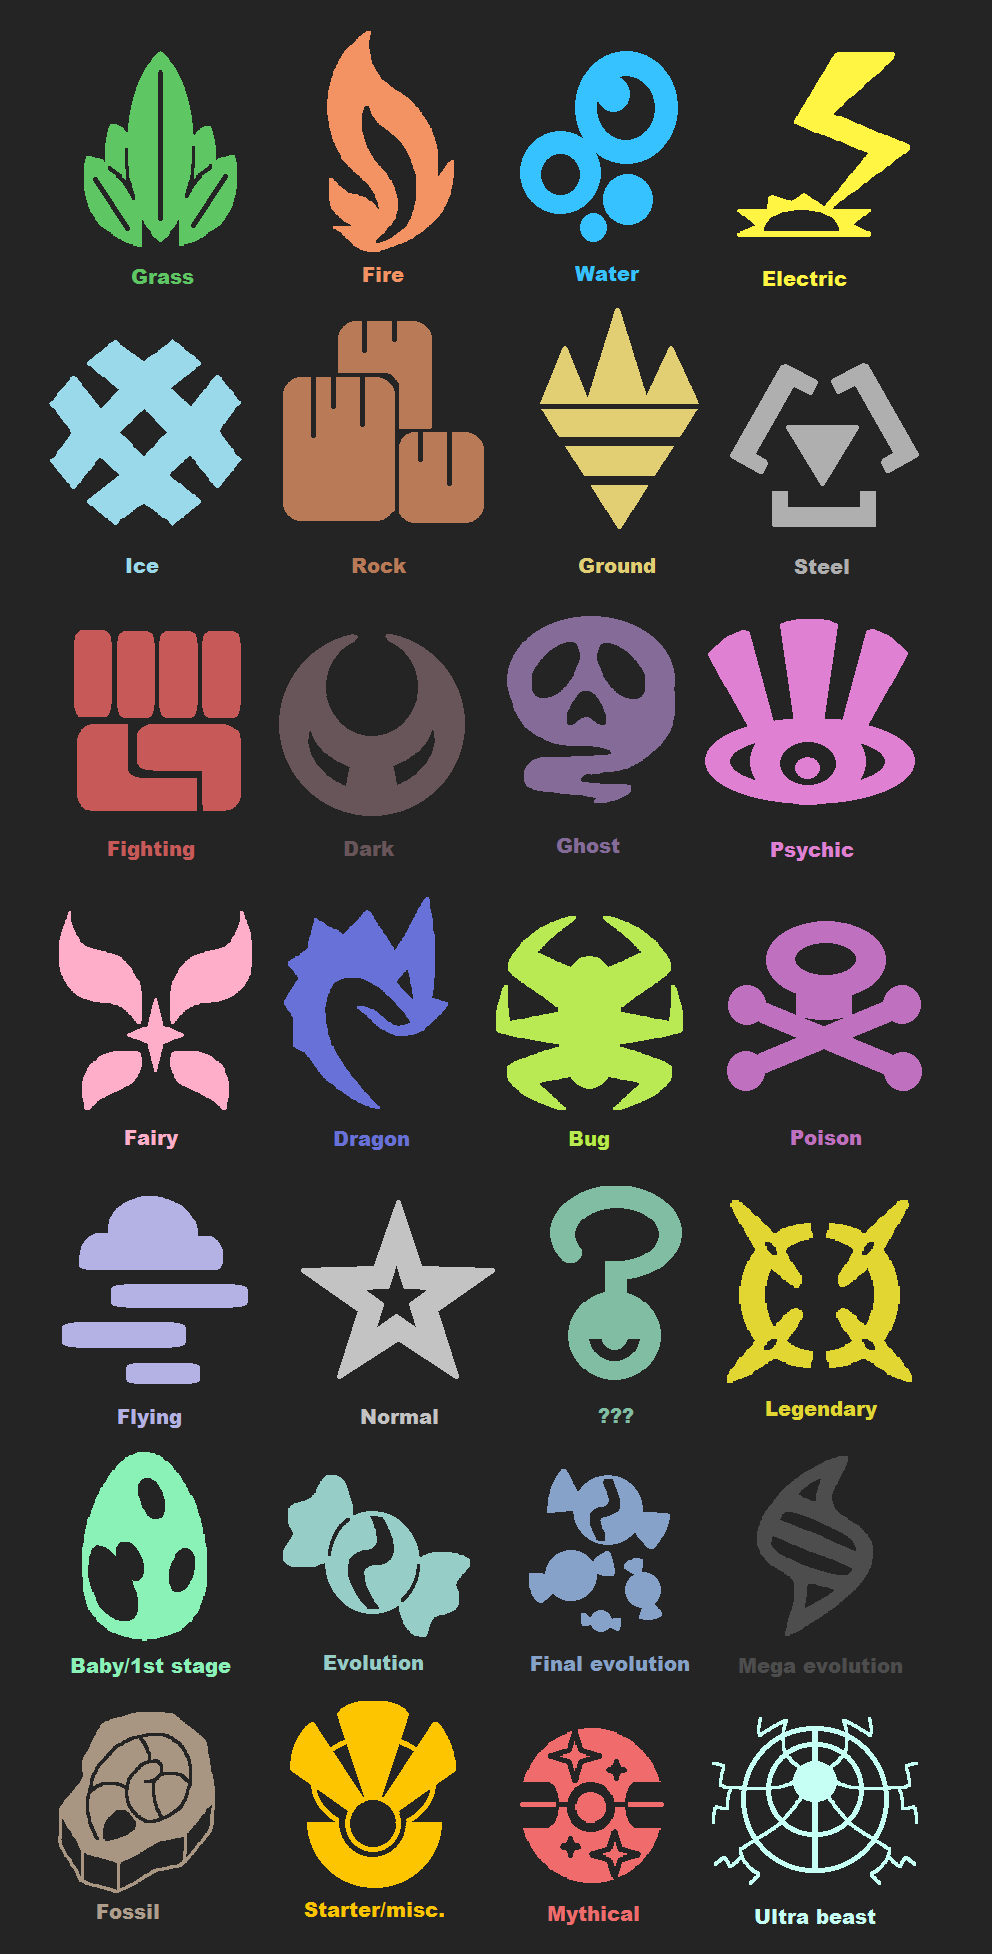 Grass
Fire
Water
Electric
Ice
Rock
Ground
Steel
Fighting
Dark
Ghost
Psychic
Fairy
Dragon
Bug
Poison
Flying
Normal
???
Legendary
Baby/1st stage
Evolution
Final evolution
Mega evolution
Fossil
Starter/misc.
Mythical
Ultra beast